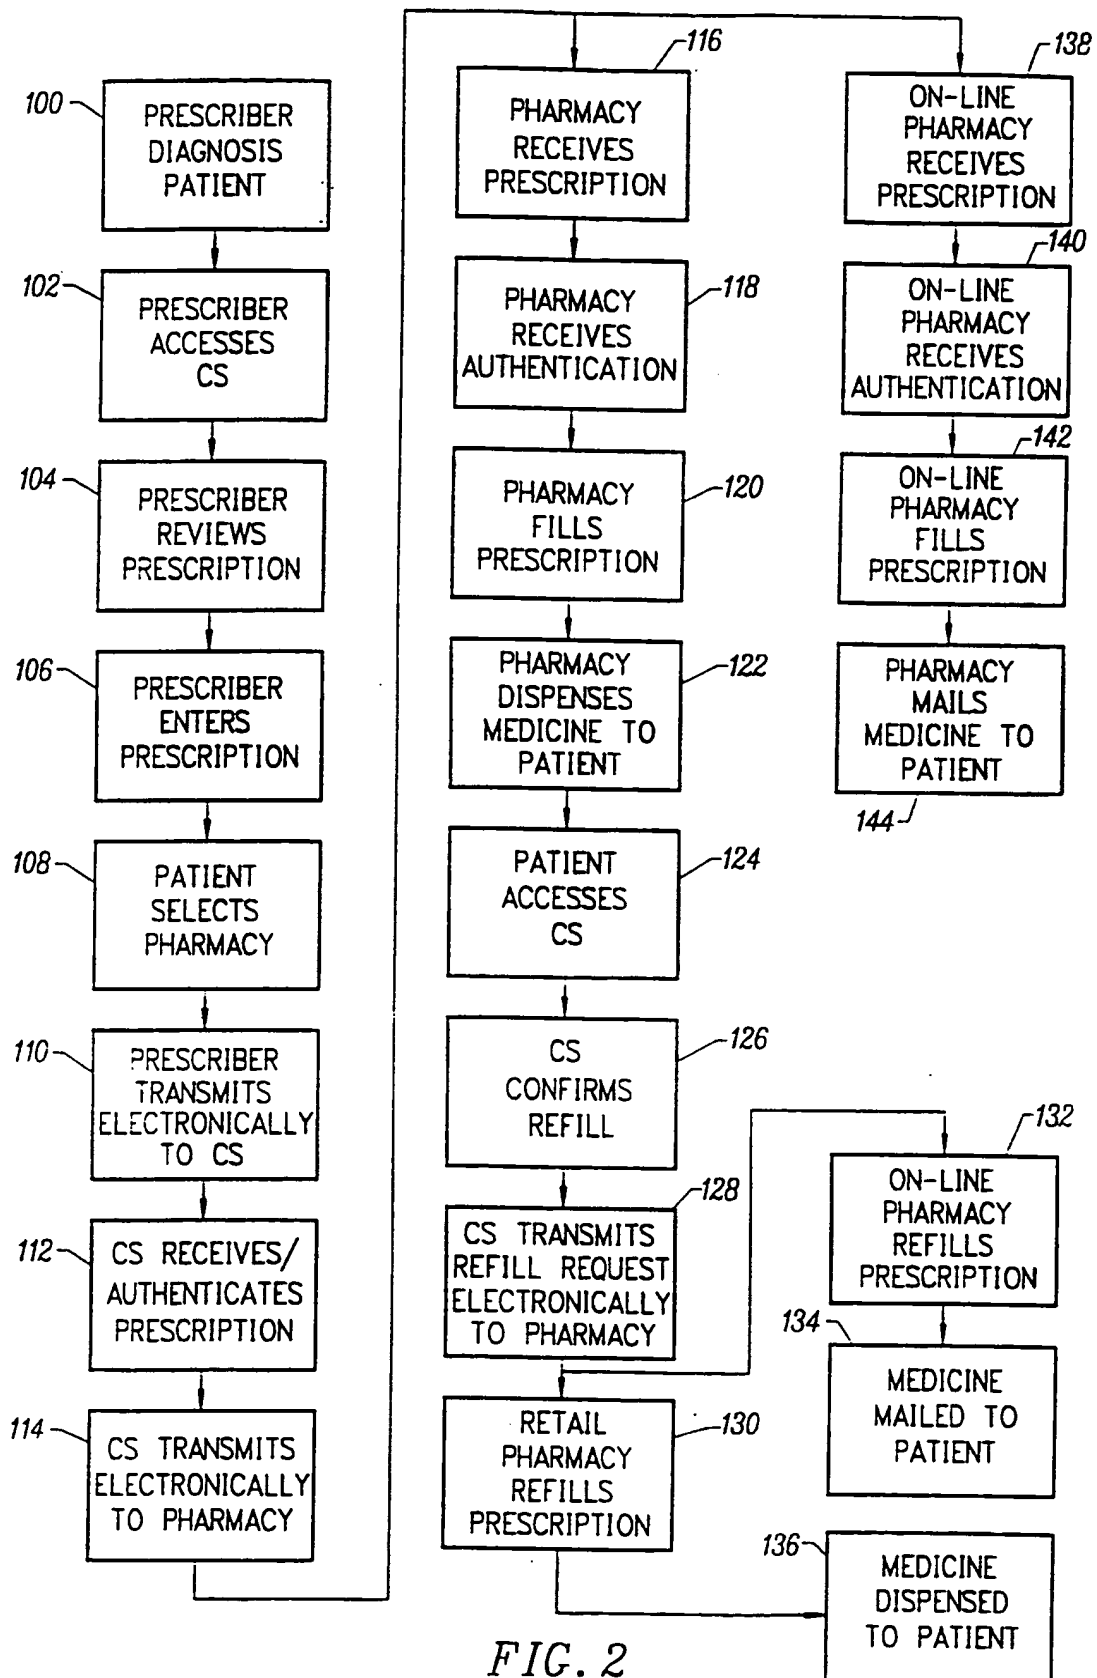 100
PRESCRIBER
DIAGNOSIS
PATIENT
102
PRESCRIBER
ACCESSES
CS
104
PRESCRIBER
REVIEWS
PRESCRIPTION
106
PRESCRIBER
ENTERS
PRESCRIPTION
108
PATIENT
SELECTS
PHARMACY
110
PRESCRIBER
TRANSMITS
ELECTRONICALLY
TO CS
112
CS RECEIVES/
AUTHENTICATES
PRESCRIPTION
114
CS TRANSMITS
ELECTRONICALLY
TO PHARMACY
116
PHARMACY
RECEIVES
PRESCRIPTION
118
PHARMACY
RECEIVES
AUTHENTICATION
120
PHARMACY
FILLS
PRESCRIPTION
122
PHARMACY
DISPENSES
MEDICINE TO
PATIENT
124
PATIENT
ACCESSES
CS
126
CS
CONFIRMS
REFILL
128
CS TRANSMITS
REFILL REQUEST
ELECTRONICALLY
TO PHARMACY
130
RETAIL
PHARMACY
REFILLS
PRESCRIPTION
138
ON-LINE
PHARMACY
RECEIVES
PRESCRIPTION
140
ON-LINE
PHARMACY
RECEIVES
AUTHENTICATION
142
ON-LINE
PHARMACY
FILLS
PRESCRIPTION
PHARMACY
MAILS
MEDICINE TO
PATIENT
144
132
ON-LINE
PHARMACY
REFILLS
PRESCRIPTION
134
MEDICINE
MAILED TO
PATIENT
136
MEDICINE
DISPENSED
TO PATIENT
FIG. 2